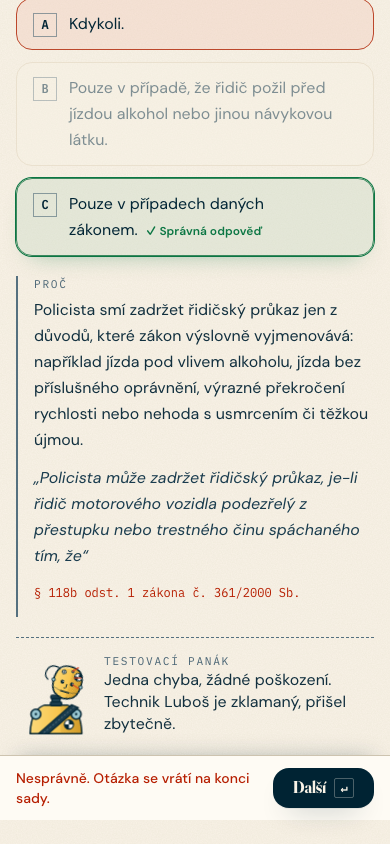 A Kdykoli.
B Pouze v případě, že řidič požil před
jízdou alkohol nebo jinou návykovou
látku.
C Pouze v případech daných
zákonem. ✓ Správná odpověď
PROČ
Policista smí zadržet řidičský průkaz jen z
důvodů, které zákon výslovně vyjmenovává:
například jízda pod vlivem alkoholu, jízda bez
příslušného oprávnění, výrazné překročení
rychlosti nebo nehoda s usmrcením či těžkou
újmou.
„Policista může zadržet řidičský průkaz, je-li
řidič motorového vozidla podezřelý z
přestupku nebo trestného činu spáchaného
tím, že“
§ 118b odst. 1 zákona č. 361/2000 Sb.
TESTOVACÍ PANÁK
Jedna chyba, žádné poškození.
Technik Luboš je zklamaný, přišel
zbytečně.
Nesprávně. Otázka se vrátí na konci
sady.
Další ↵